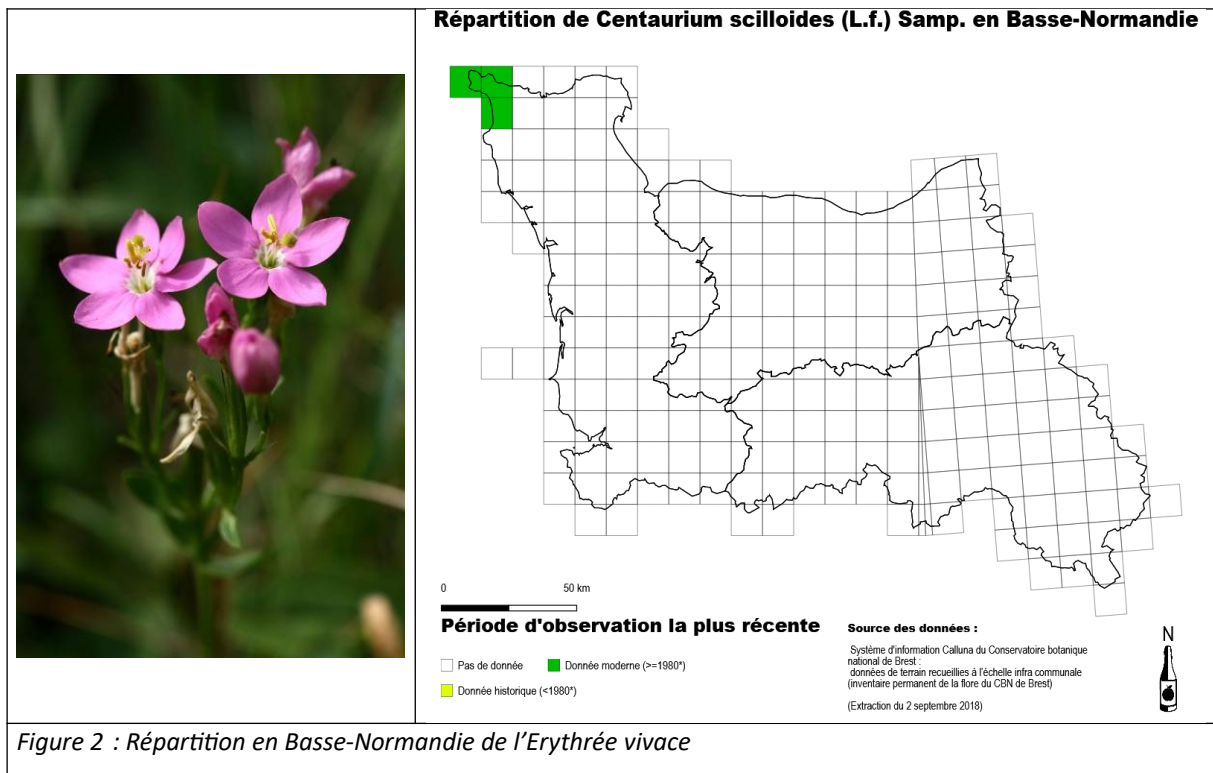 Répartition de Centaurium scilloides (L.f.) Samp. en Basse-Normandie
0 50 km
Période d'observation la plus récente
Pas de donnée Donnée moderne (>=1980*)
Donnée historique (<1980*)
Source des données :
Système d'information Calluna du Conservatoire botanique
national de Brest :
données de terrain recueillies à l'échelle infra communale
(inventaire permanent de la flore du CBN de Brest)
(Extraction du 2 septembre 2018)
N
Figure 2 : Répartition en Basse-Normandie de l’Erythrée vivace